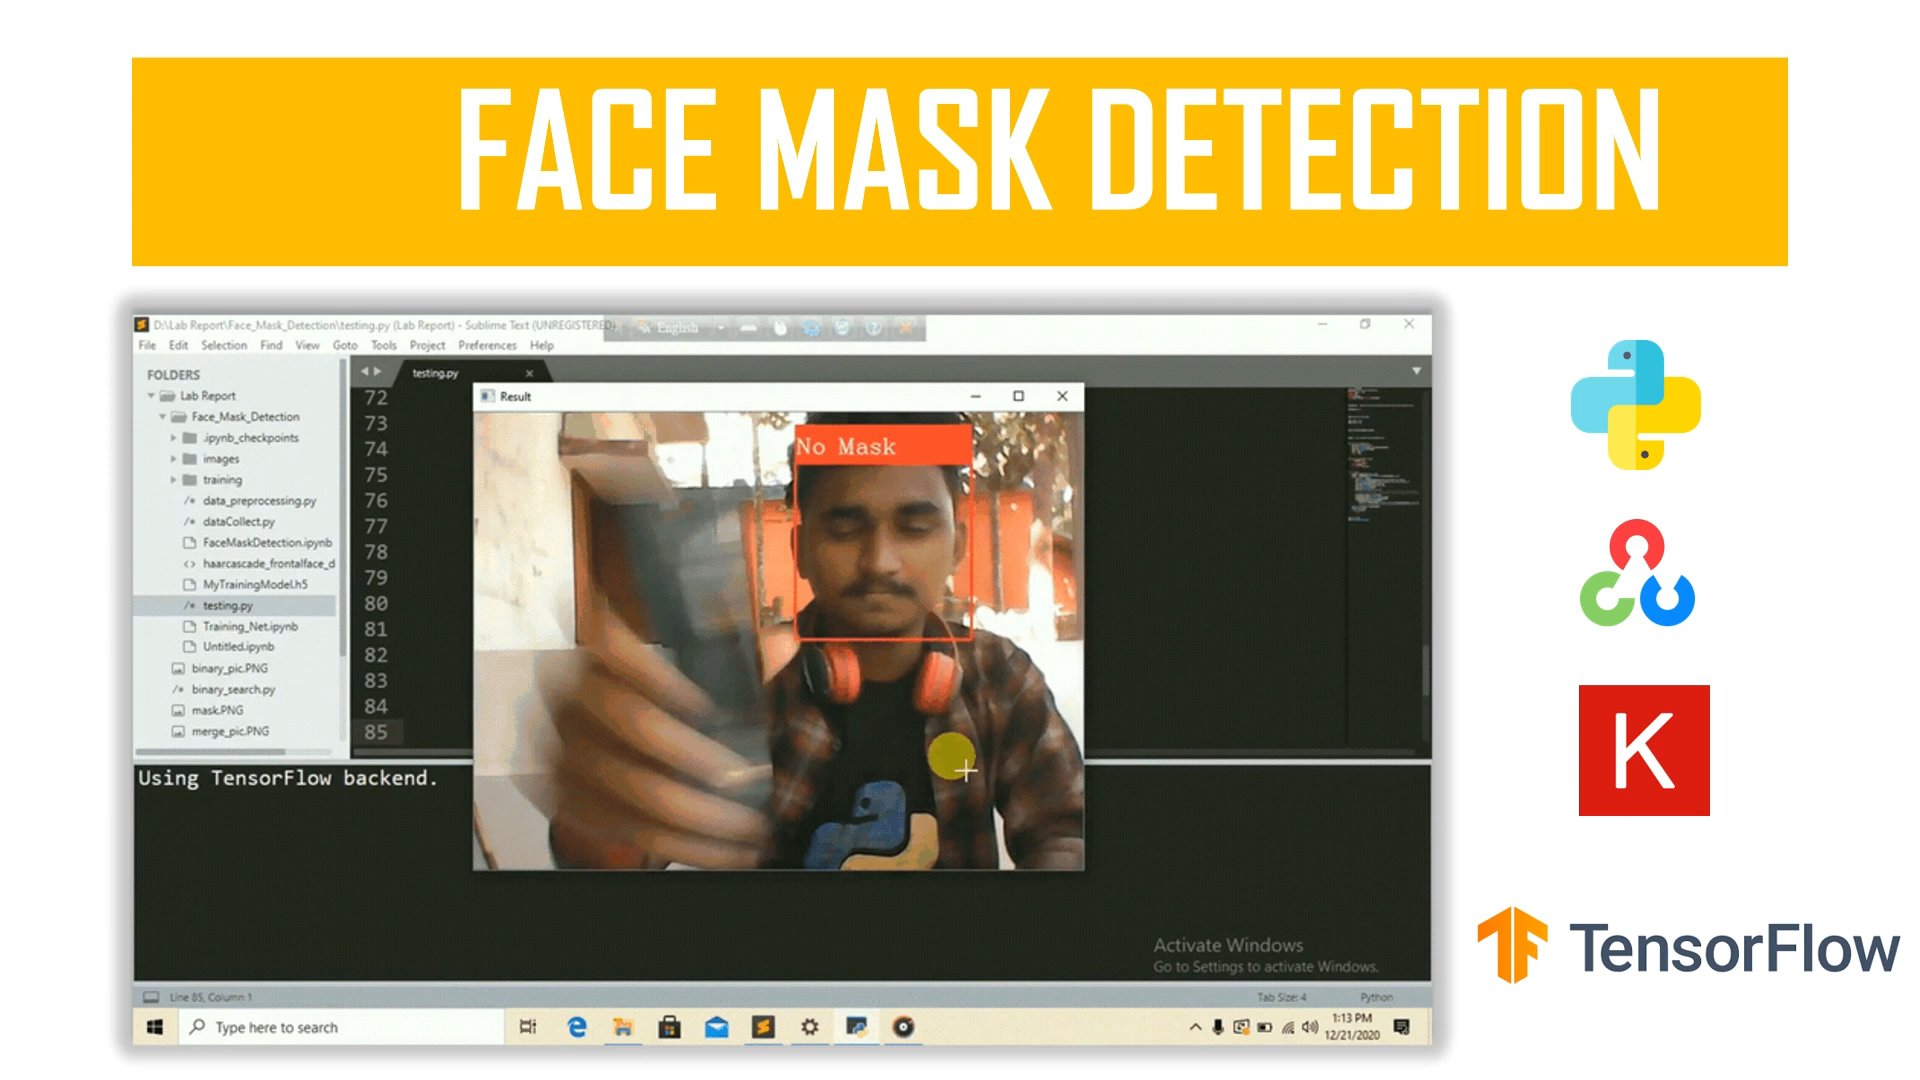 FACE MASK DETECTION
D:\Lab Report\Face_Mask_Detection\testing.py (Lab Report) - Sublime Text (UNREGISTERED)
English
File Edit Selection Find View Goto Tools Project Preferences Help
FOLDERS
Lab Report
Face_Mask_Detection
.ipynb_checkpoints
images
training
data_preprocessing.py
dataCollect.py
FaceMaskDetection.ipynb
haarcascade_frontalface_d
MyTrainingModel.h5
testing.py
Training_Net.ipynb
Untitled.ipynb
binary_pic.PNG
binary_search.py
mask.PNG
merge_pic.PNG
testing.py
72
73
74
75
76
77
78
79
80
81
82
83
84
85
Result
No Mask
Using TensorFlow backend.
Activate Windows
Go to Settings to activate Windows.
Line 85, Column 1
Tab Size: 4
Python
Type here to search
1:13 PM
12/21/2020
K
TensorFlow